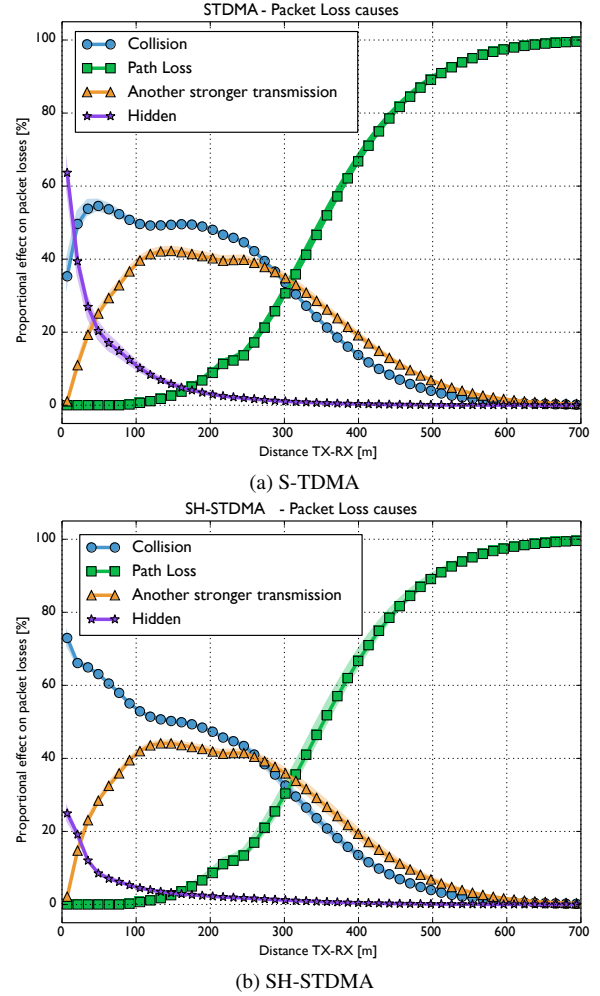 STDMA - Packet Loss causes
100
80
60
40
20
0
Proportional effect on packet losses [%]
Collision
Path Loss
Another stronger transmission
Hidden
0 100 200 300 400 500 600 700
Distance TX-RX [m]
(a) S-TDMA
SH-STDMA - Packet Loss causes
100
80
60
40
20
0
Proportional effect on packet losses [%]
Collision
Path Loss
Another stronger transmission
Hidden
0 100 200 300 400 500 600 700
Distance TX-RX [m]
(b) SH-STDMA